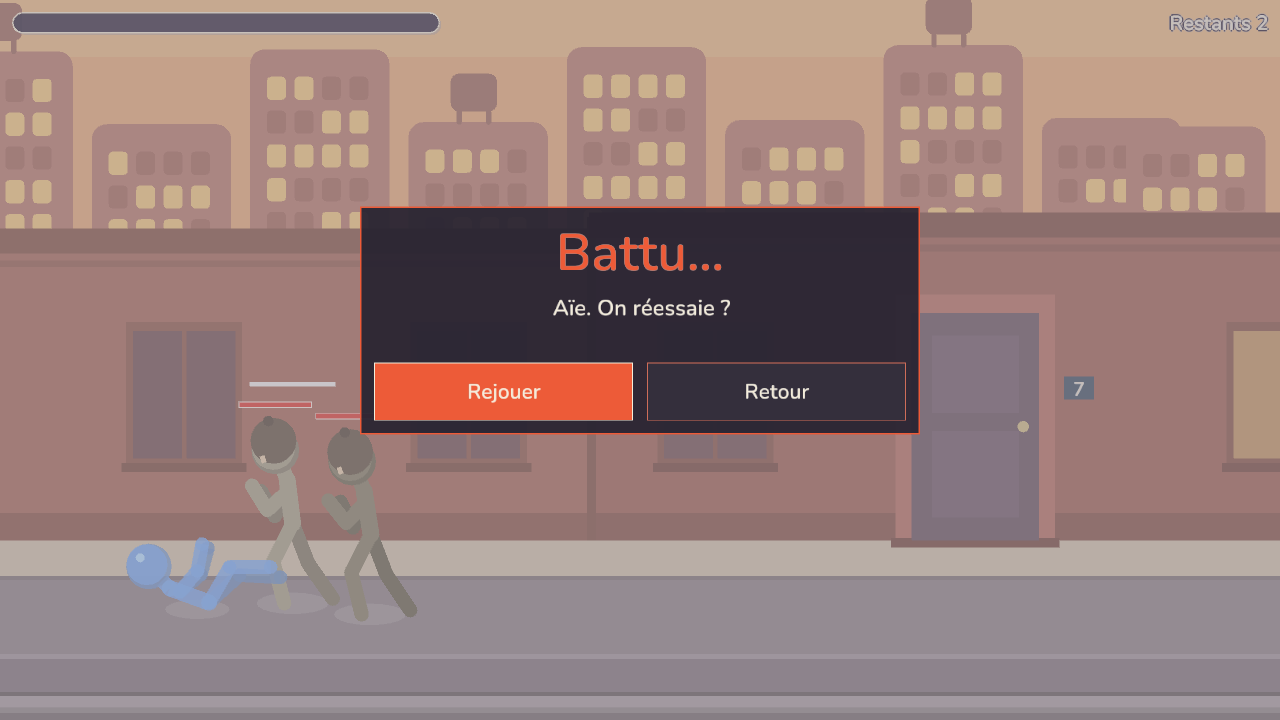 Restants 2
Battu...
Aïe. On réessaie ?
Rejouer
Retour
7